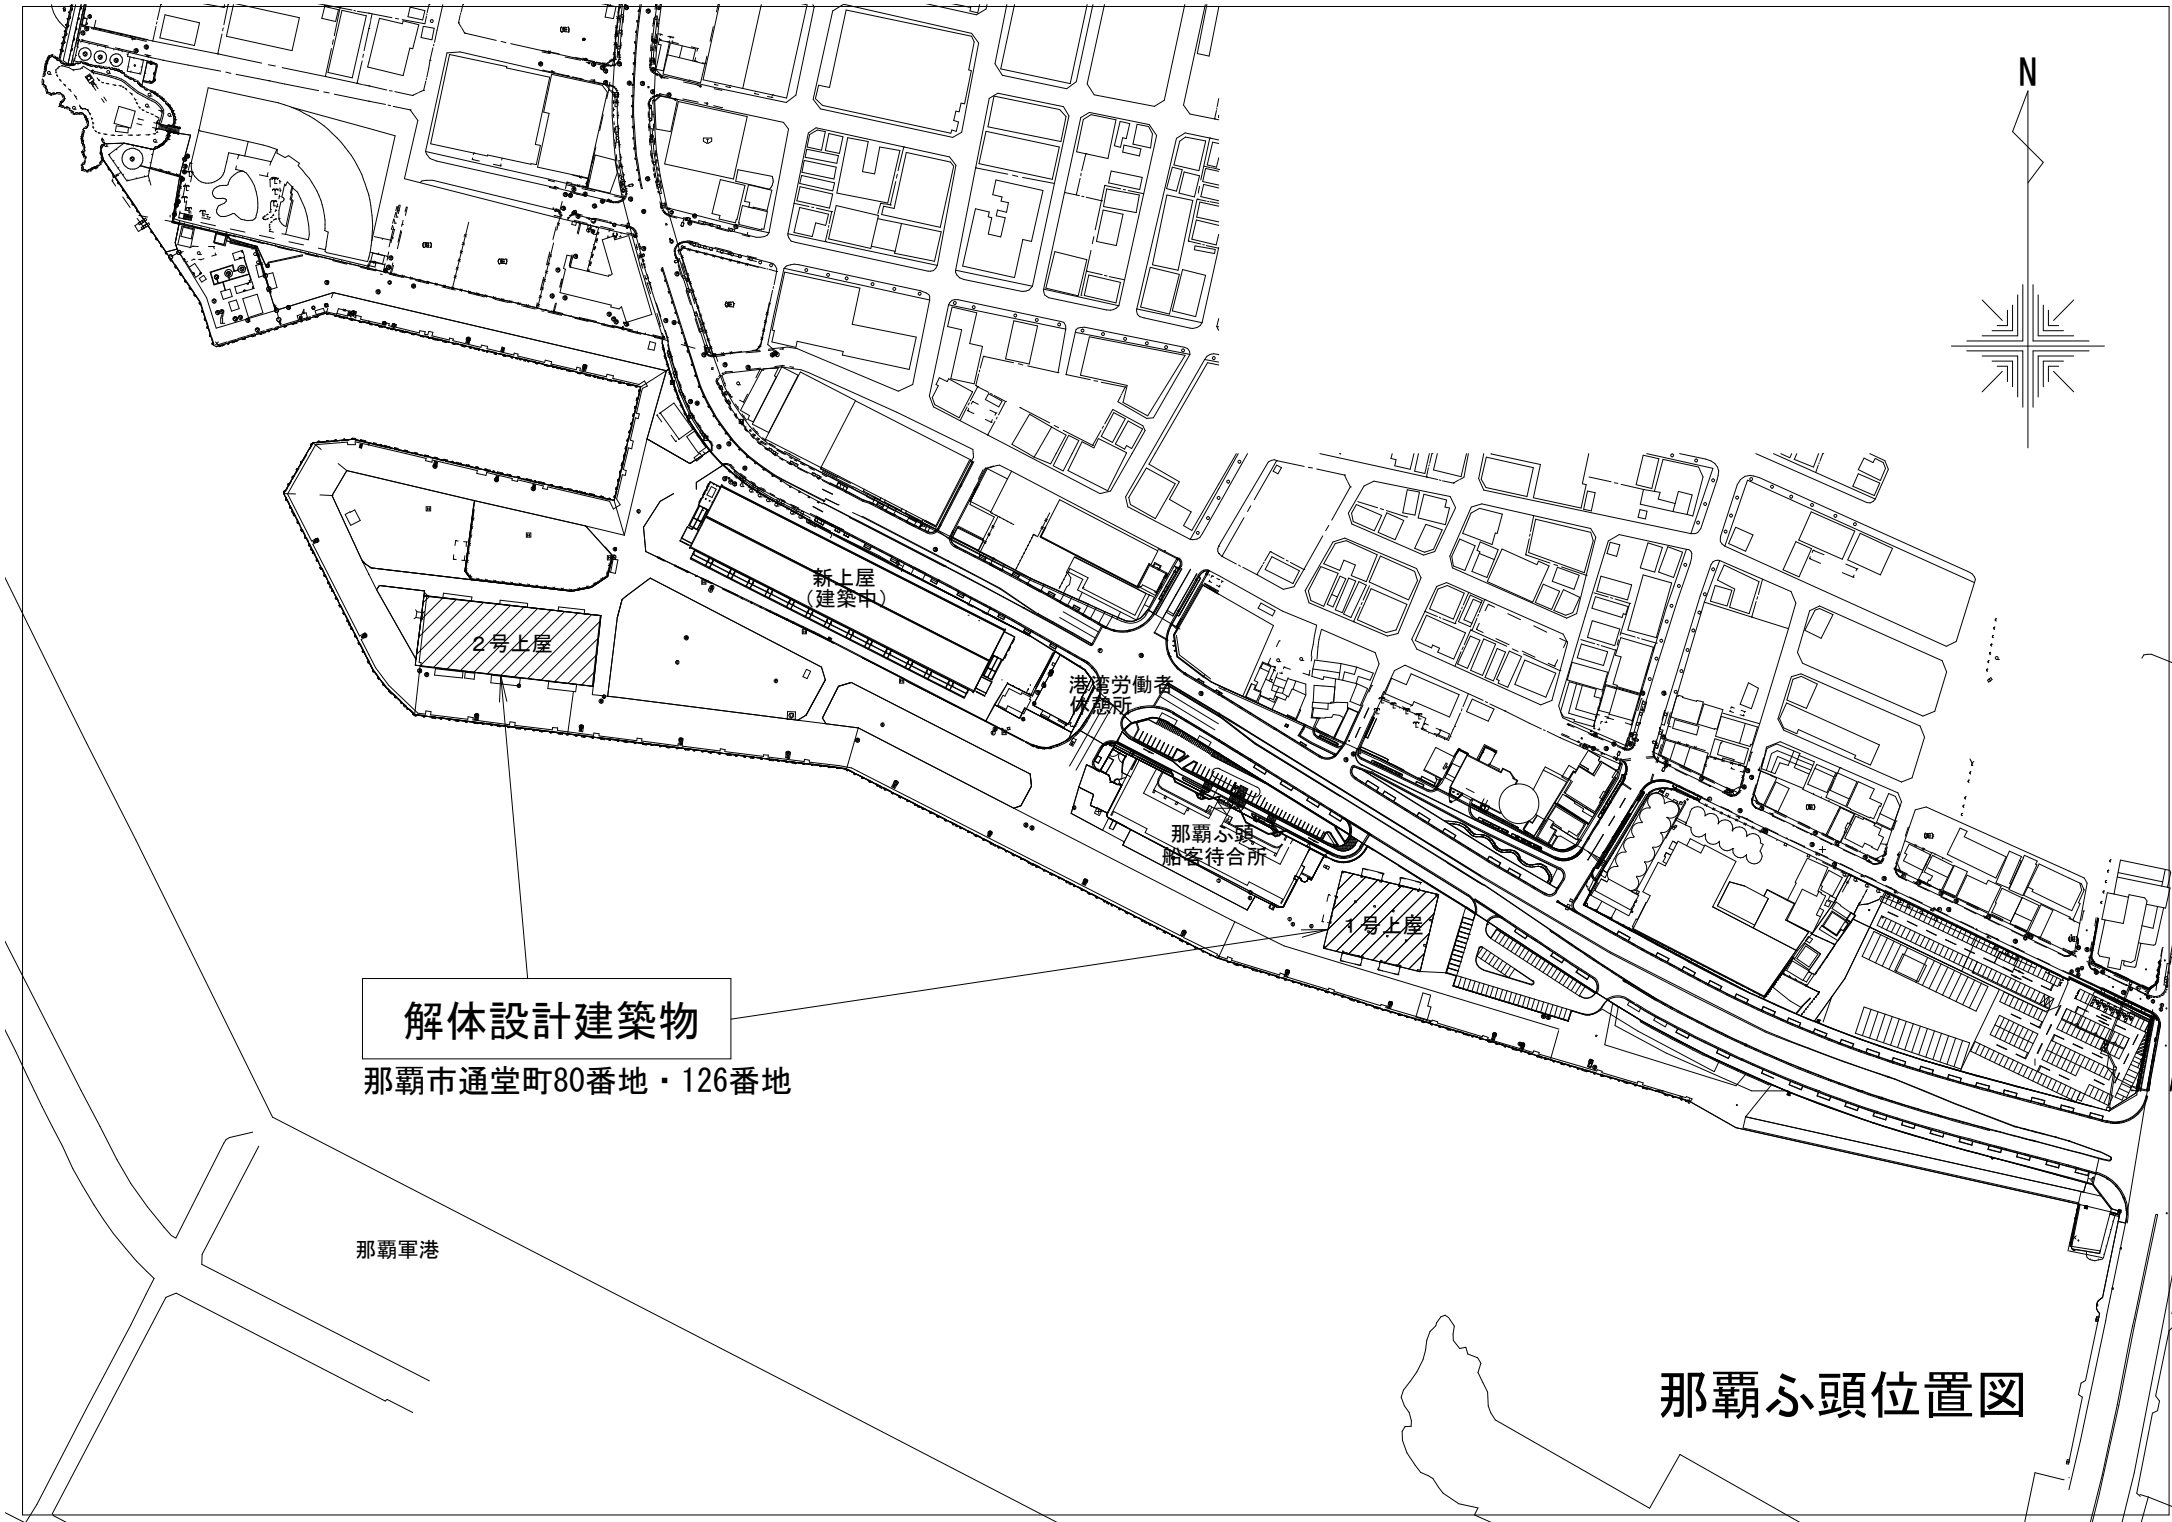 N
新上屋
（建築中）
2号上屋
港湾労働者
休憩所
那覇ふ頭
船客待合所
1号上屋
解体設計建築物
那覇市通堂町80番地・126番地
那覇軍港
那覇ふ頭位置図